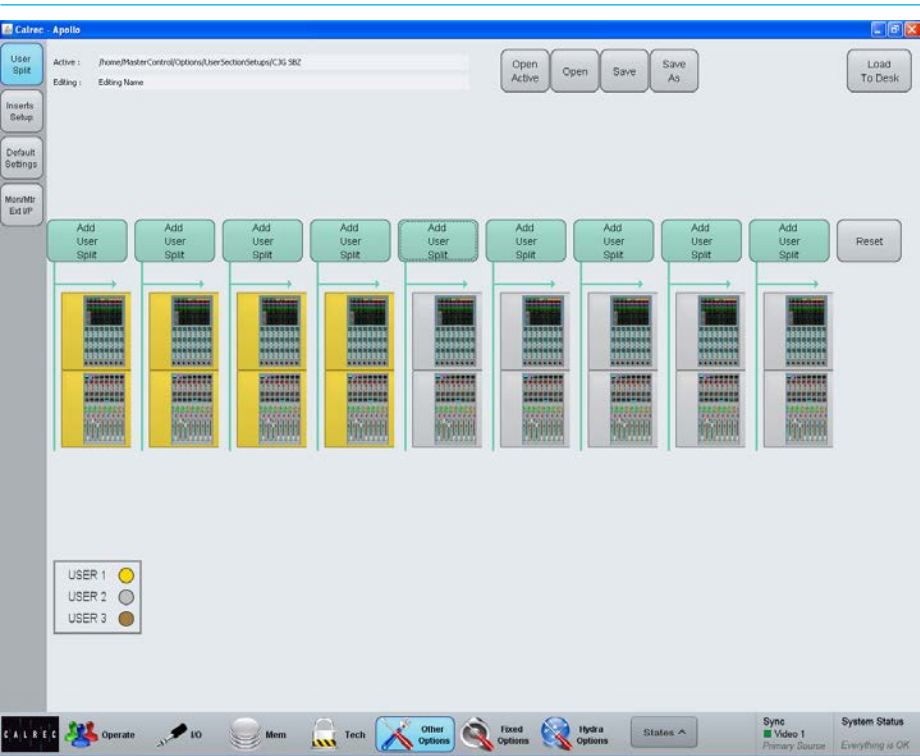 Calrec - Apollo
User
Split
Active : /home/MasterControl/Options/UserSectionSetups/C3G SBZ
Editing : Editing Name
Open
Active
Open
Save
Save
As
Load
To Desk
Inserts
Setup
Default
Settings
Mon/Mtr
Ext I/P
Add
User
Split
Add
User
Split
Add
User
Split
Add
User
Split
Add
User
Split
Add
User
Split
Add
User
Split
Add
User
Split
Add
User
Split
Reset
USER 1
USER 2
USER 3
CALREC
Operate
IO
Mem
Tech
Other
Options
Fixed
Options
Hydra
Options
States ^
Sync
Video 1
Primary Source
System Status
Everything is OK